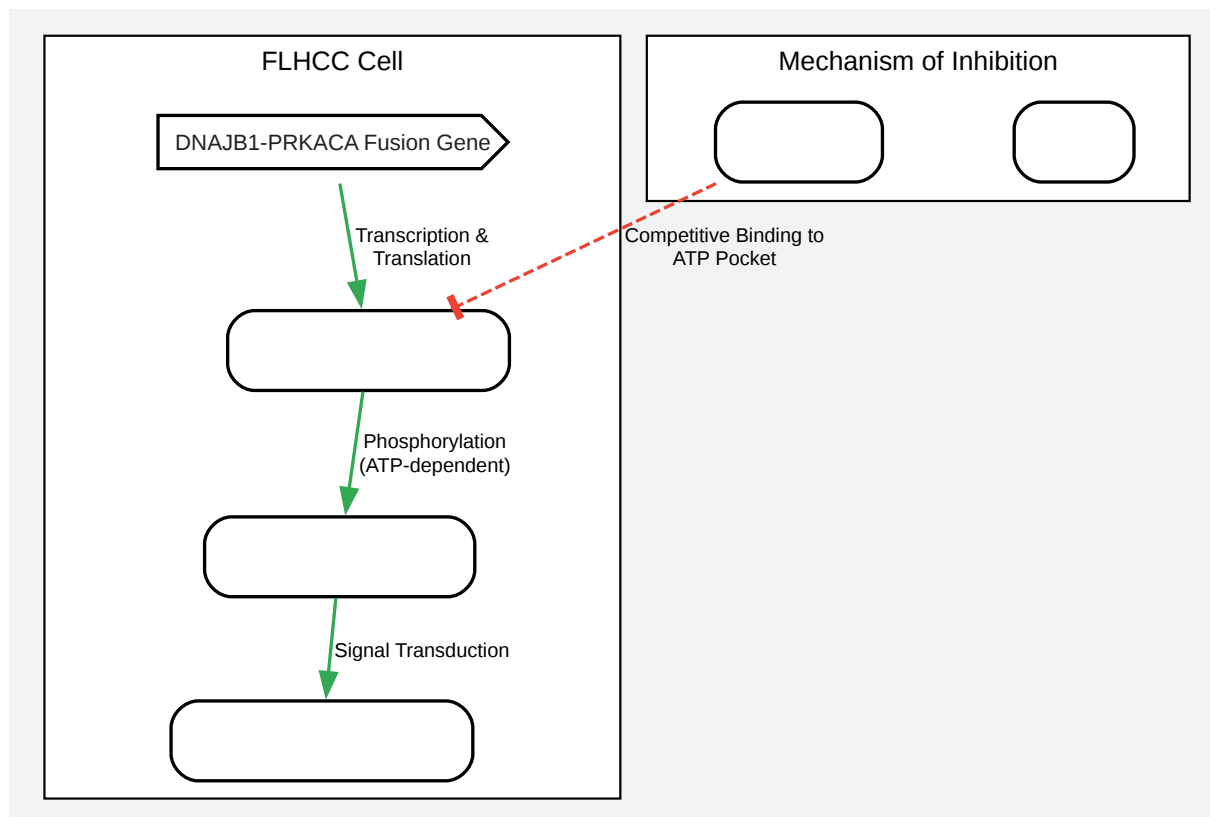 FLHCC Cell
Mechanism of Inhibition
DNAJB1-PRKACA Fusion Gene
Transcription &
Translation
Competitive Binding to
ATP Pocket
Phosphorylation
(ATP-dependent)
Signal Transduction